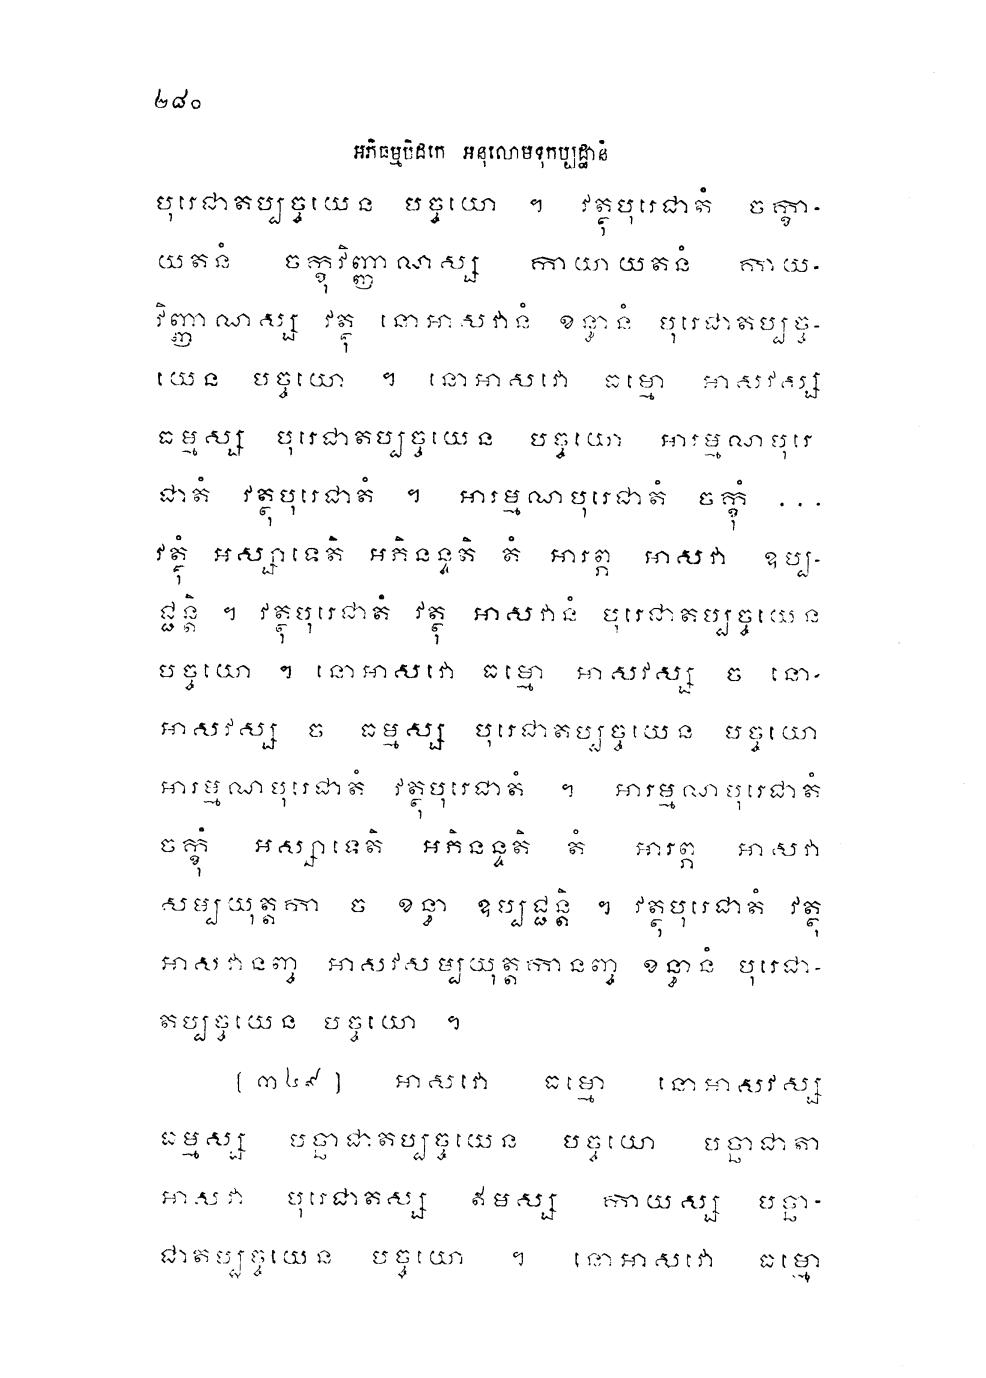 ២៨០
អភិធម្មបិដកេ អនុលោមទុកប្បដ្ឋានំ
បុរេជាតប្បច្ចយេន បច្ចយោ ។ វត្ថុបុរេជាតំ ចក្ខា-
យតនំ ចក្ខុវិញ្ញាណស្ស កាយាយតនំ កាយ-
វិញ្ញាណស្ស វត្ថុ នោអាសវានំ ខន្ធានំ បុរេជាតប្បច្ច-
យេន បច្ចយោ ។ នោអាសវោ ធម្មោ អាសវស្ស
ធម្មស្ស បុរេជាតប្បច្ចយេន បច្ចយោ អារម្មណបុរេ
ជាតំ វត្ថុបុរេជាតំ ។ អារម្មណបុរេជាតំ ចក្ខុំ ...
វត្ថុំ អស្សាទេតិ អភិនន្ទតិ តំ អារព្ភ អាសវា ឧប្ប-
ជ្ជន្តិ ។ វត្ថុបុរេជាតំ វត្ថុ អាសវានំ បុរេជាតប្បច្ចយេន
បច្ចយោ ។ នោអាសវោ ធម្មោ អាសវស្ស ច នោ-
អាសវស្ស ច ធម្មស្ស បុរេជាតប្បច្ចយេន បច្ចយោ
អារម្មណបុរេជាតំ វត្ថុបុរេជាតំ ។ អារម្មណបុរេជាតំ
ចក្ខុំ អស្សាទេតិ អភិនន្ទតិ តំ អារព្ភ អាសវា
សម្បយុត្តកា ច ខន្ធា ឧប្បជ្ជន្តិ ។ វត្ថុបុរេជាតំ វត្ថុ
អាសវានញ្ច អាសវសម្បយុត្តកានញ្ច ខន្ធានំ បុរេជា-
តប្បច្ចយេន បច្ចយោ ។
[៣៤៩] អាសវោ ធម្មោ នោអាសវស្ស
ធម្មស្ស បច្ឆាជាតប្បច្ចយេន បច្ចយោ បច្ឆាជាតា
អាសវា បុរេជាតស្ស ឥមស្ស កាយស្ស បច្ឆា-
ជាតប្បច្ចយេន បច្ចយោ ។ នោអាសវោ ធម្មោ